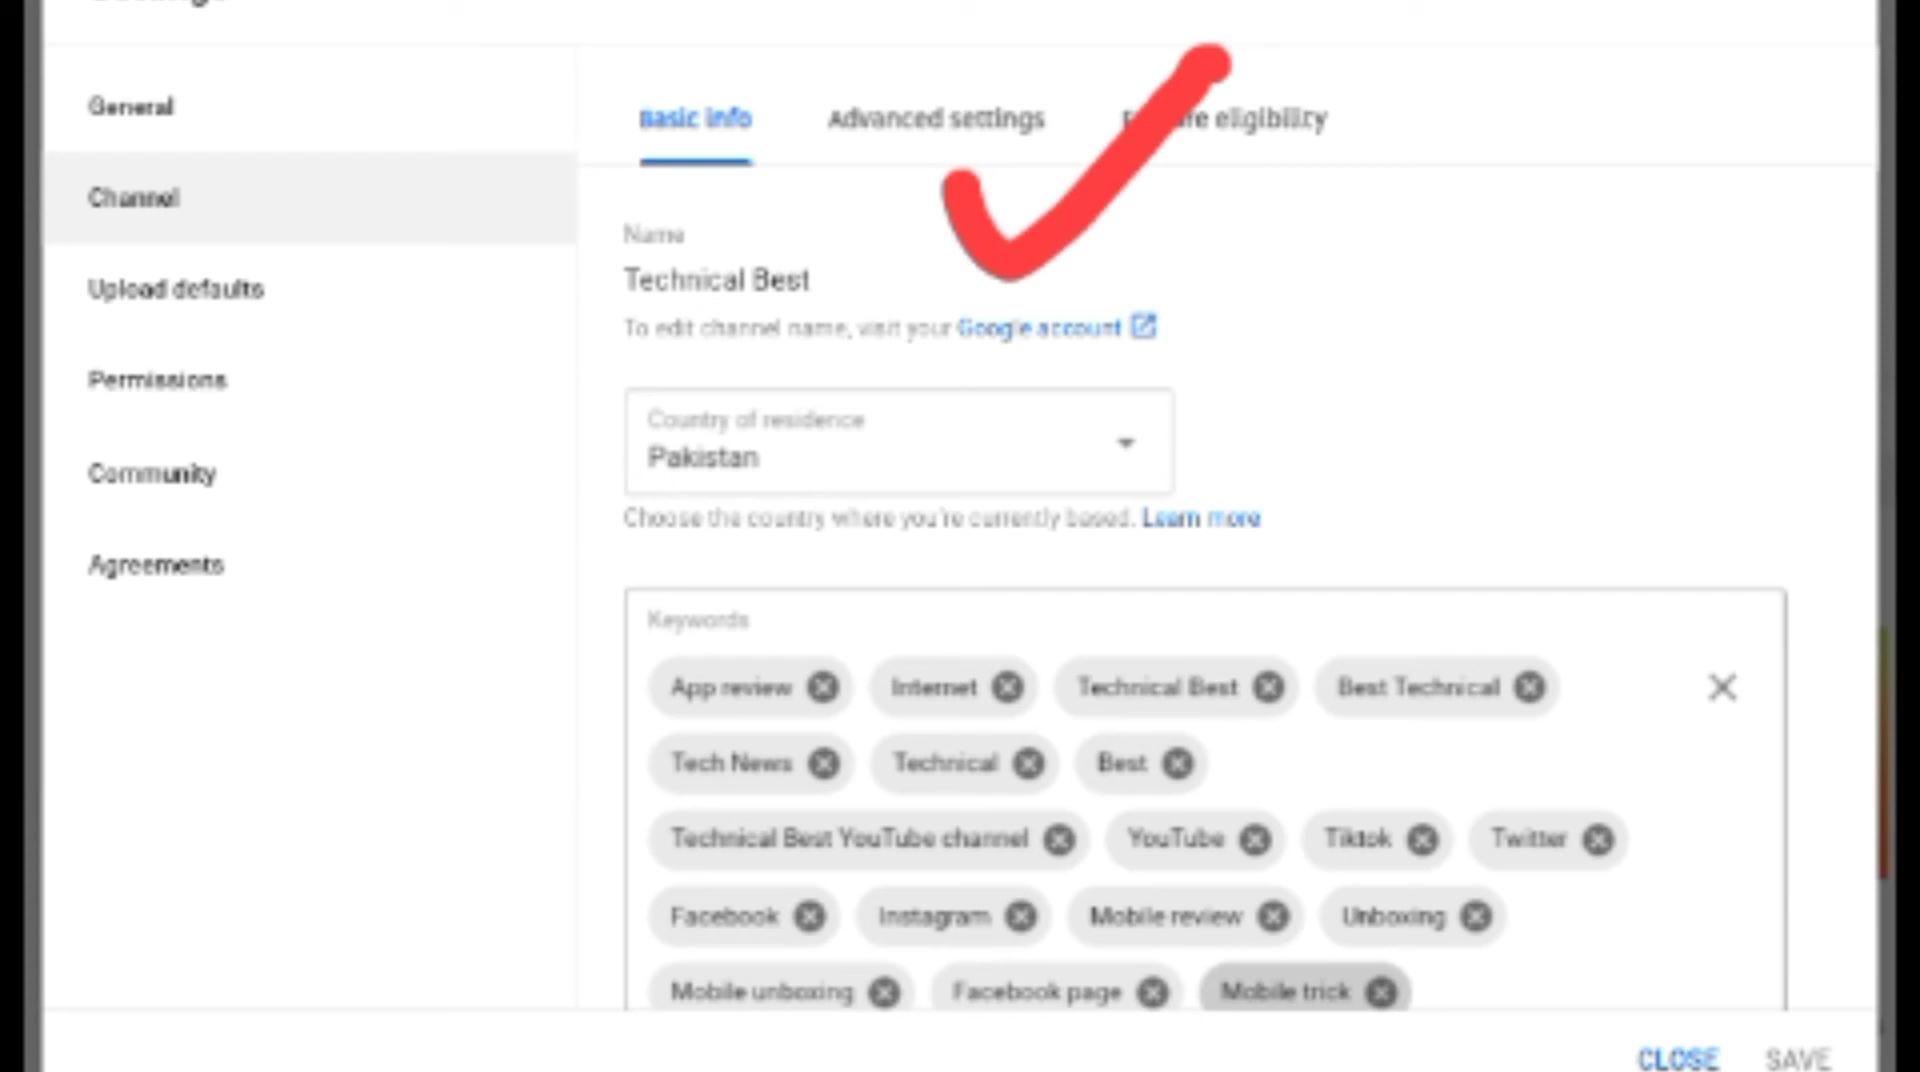 General
Channel
Upload defaults
Permissions
Community
Agreements
Basic info Advanced settings eligibility
Name
Technical Best
To edit channel name, visit your Google account
Country of residence
Pakistan
Choose the country where you're currently based. Learn more
Keywords
App review Internet Technical Best Best Technical
Tech News Technical Best
Technical Best YouTube channel YouTube Tiktok Twitter
Facebook Instagram Mobile review Unboxing
Mobile unboxing Facebook page Mobile trick
CLOSE SAVE